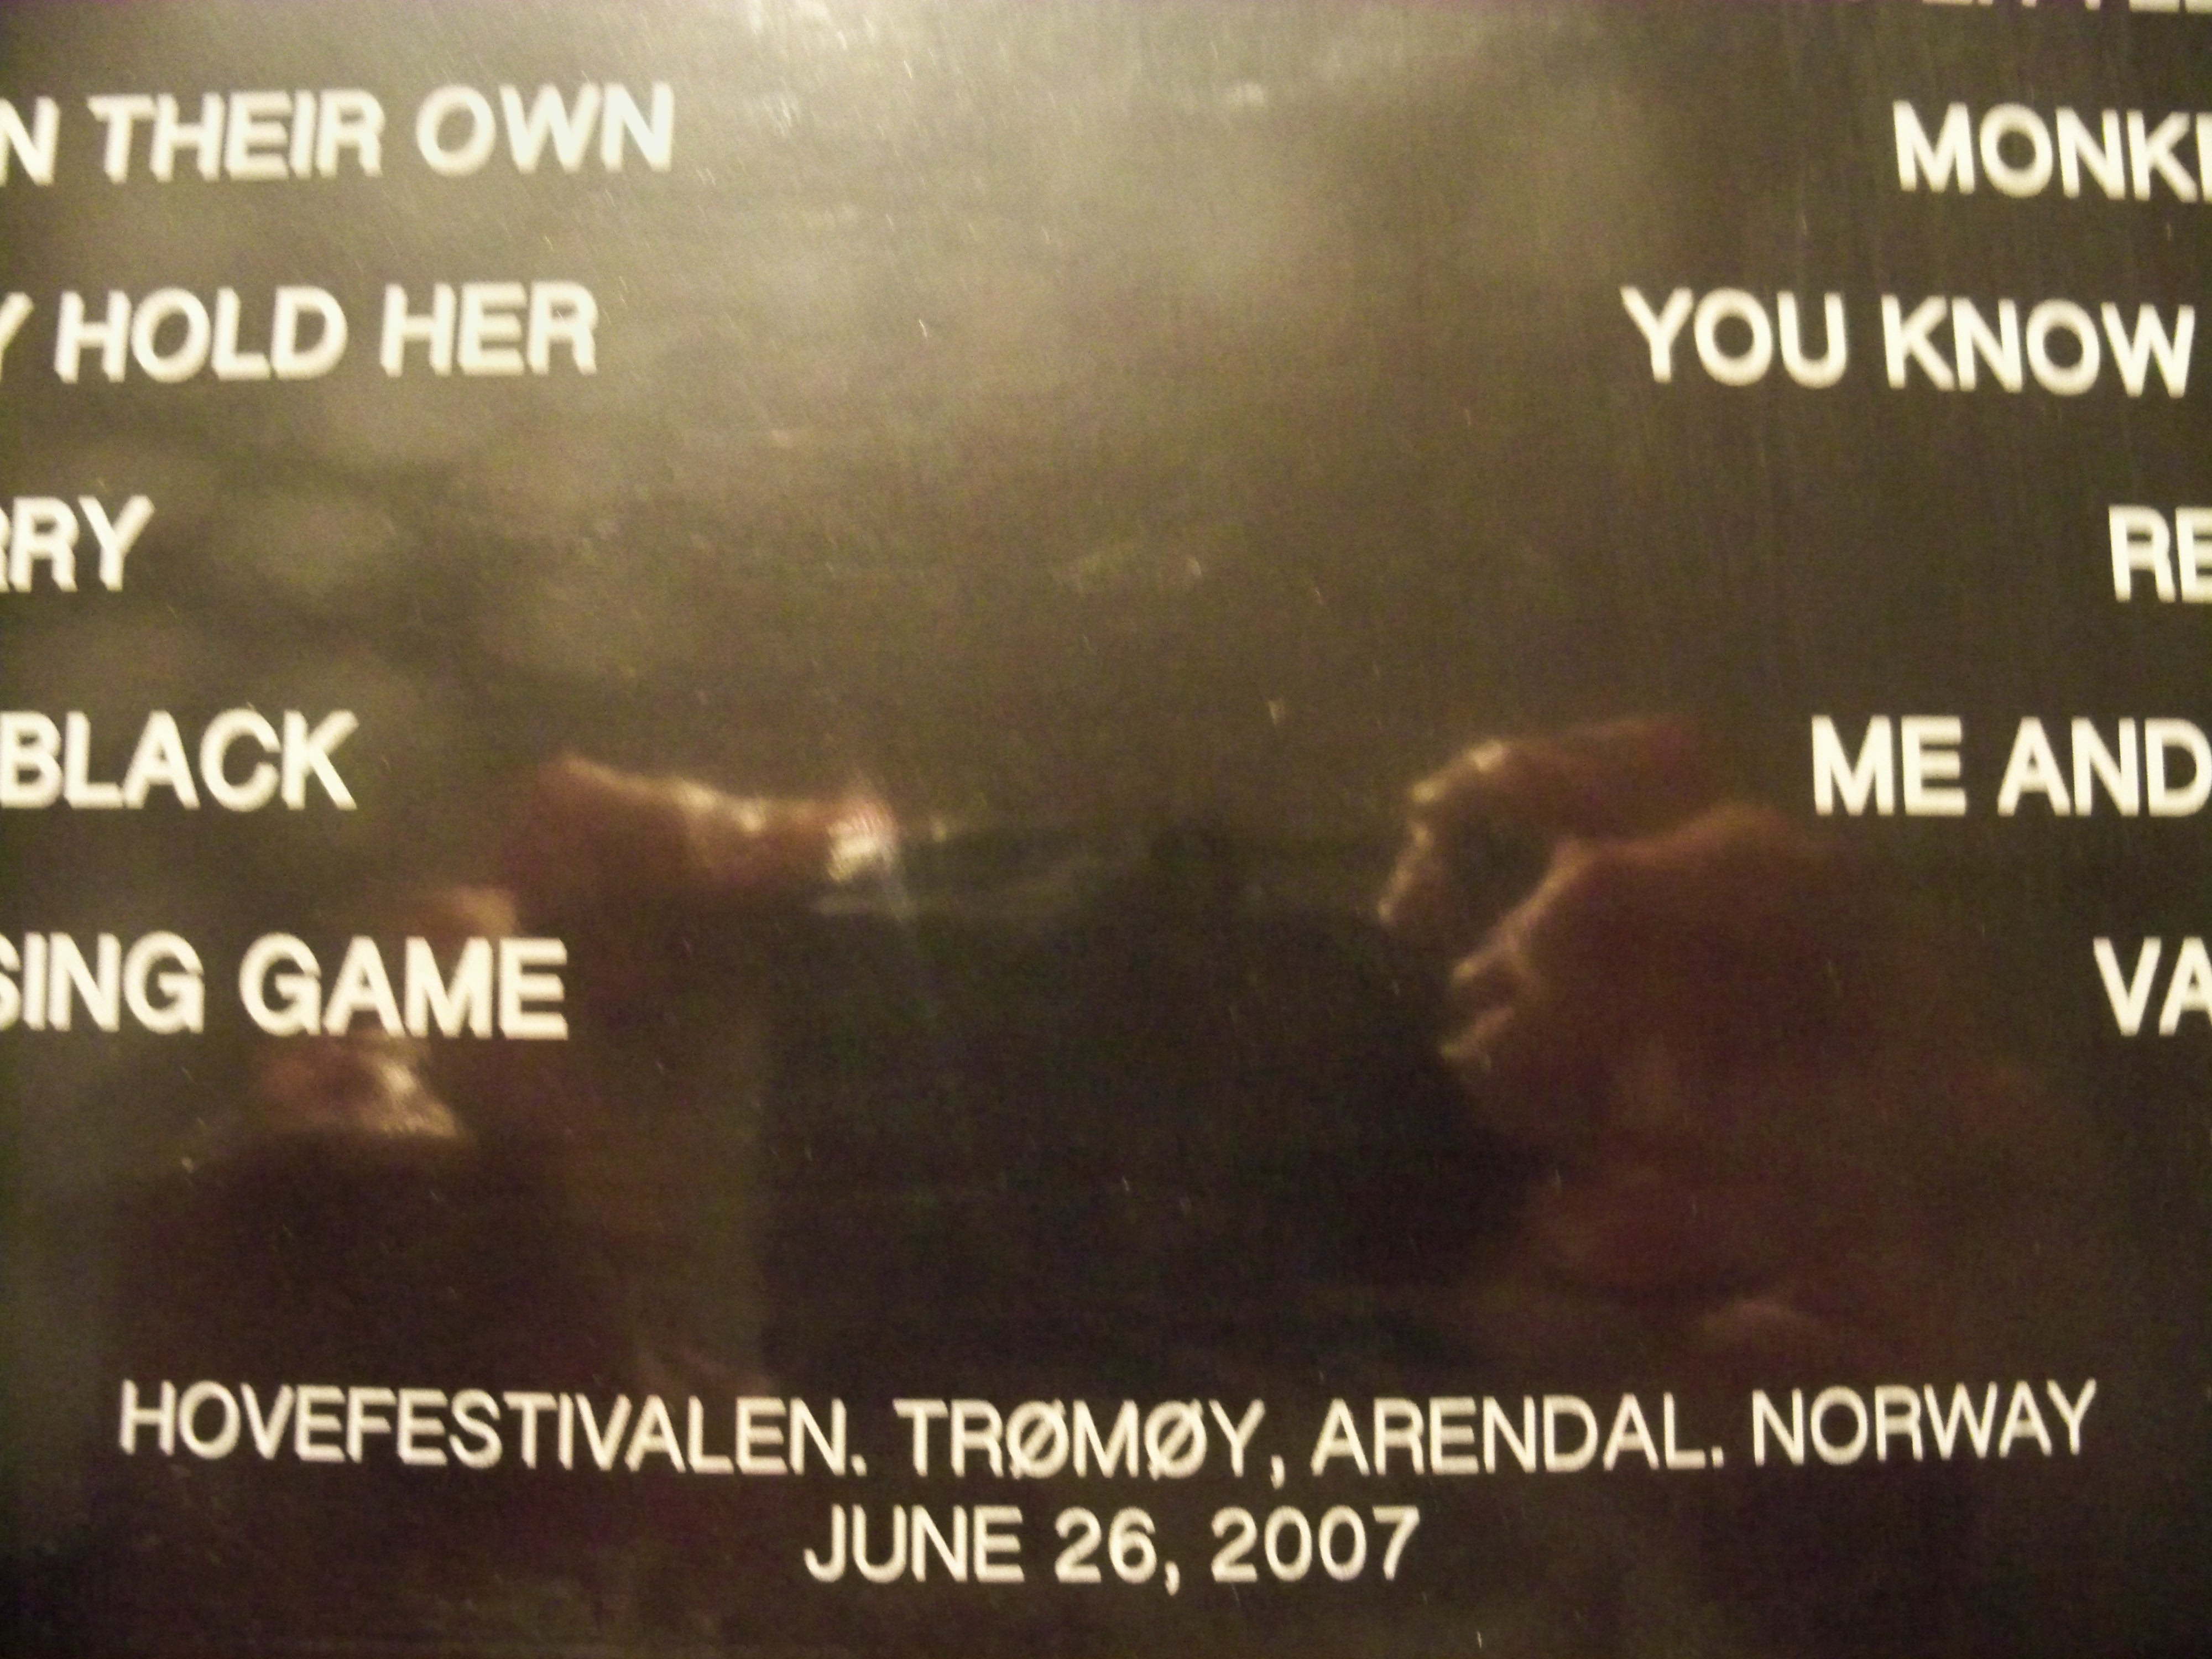 N THEIR OWN
Y HOLD HER
RRY
BLACK
SING GAME
MONK
YOU KNOW
RE
ME AND
VA
HOVEFESTIVALEN. TRØMØY, ARENDAL. NORWAY
JUNE 26, 2007